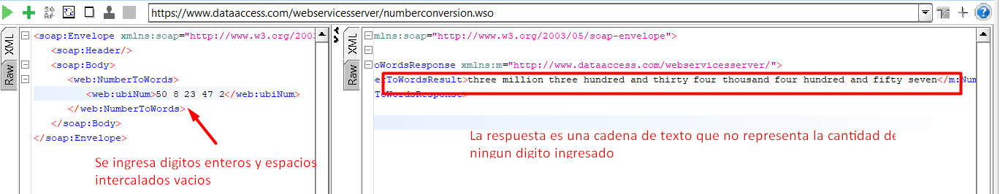 https://www.dataaccess.com/webservicesserver/numberconversion.wso
XML
Raw
<soap:Envelope xmlns:soap="http://www.w3.org/2003
<soap:Header/>
<soap:Body>
<web:NumberToWords>
<web:ubiNum>50 8 23 47 2</web:ubiNum>
</web:NumberToWords>
</soap:Body>
</soap:Envelope>
Se ingresa digitos enteros y espacios
intercalados vacios
XML
Raw
mlns:soap="http://www.w3.org/2003/05/soap-envelope">
oWordsResponse xmlns:m="http://www.dataaccess.com/webservicesserver/">
berToWordsResult>three million three hundred and thirty four thousand four hundred and fifty seven</m:Num
ToWordsResponse>
La respuesta es una cadena de texto que no representa la cantidad de
ningun digito ingresado